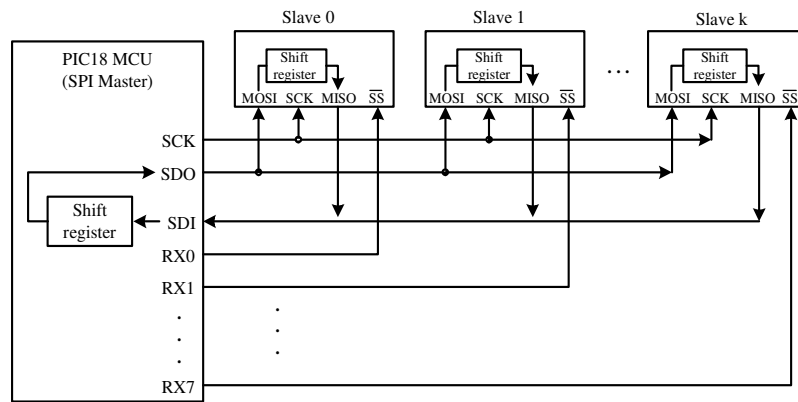 Slave 0
Slave 1
Slave k
PIC18 MCU
(SPI Master)
Shift
register
Shift
register
Shift
register
...
MOSI SCK MISO SS
MOSI SCK MISO SS
MOSI SCK MISO SS
SCK
SDO
Shift
register
SDI
RX0
RX1
RX7